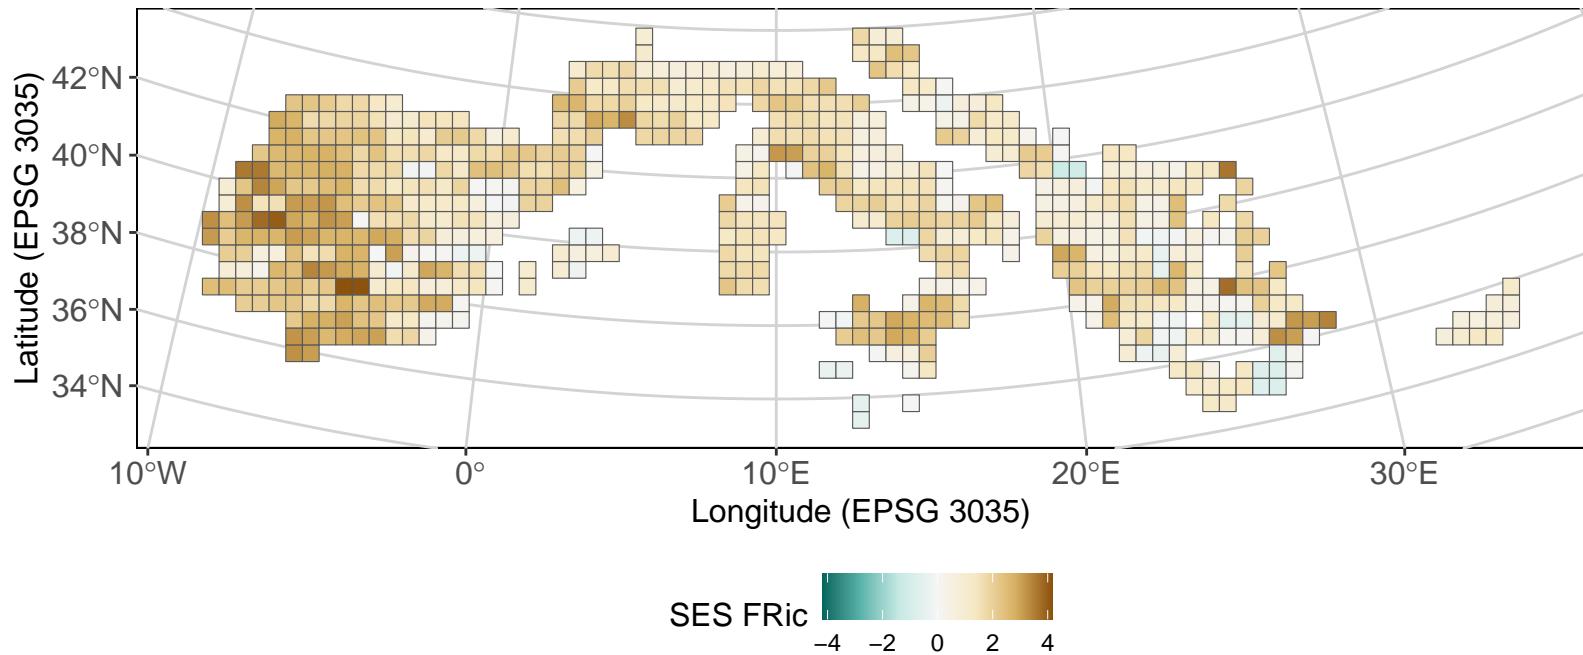 42°N
40°N
38°N
36°N
34°N
Latitude (EPSG 3035)
10°W 0° 10°E 20°E 30°E
Longitude (EPSG 3035)
SES FRic
−4 −2 0 2 4